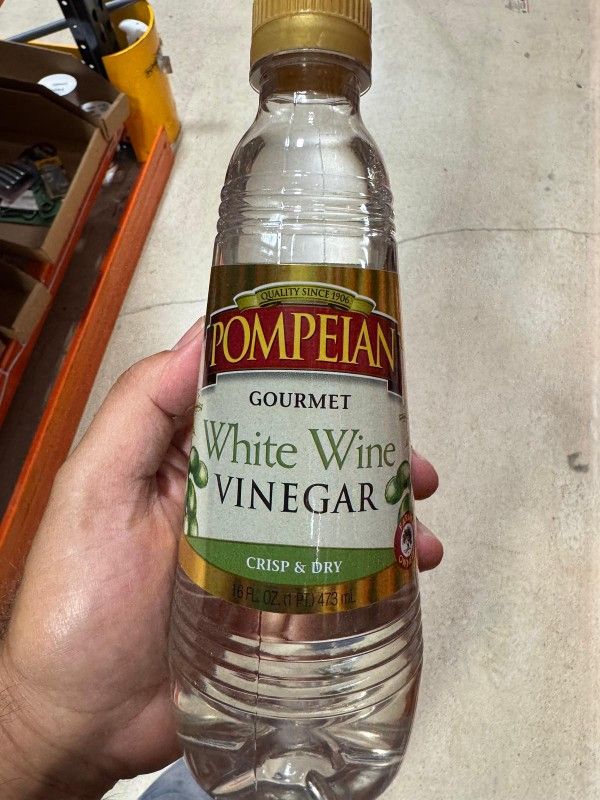 QUALITY SINCE 1906
POMPEIAN
GOURMET
White Wine
VINEGAR
CRISP & DRY
16 FL. OZ. (1 PT.) 473 mL